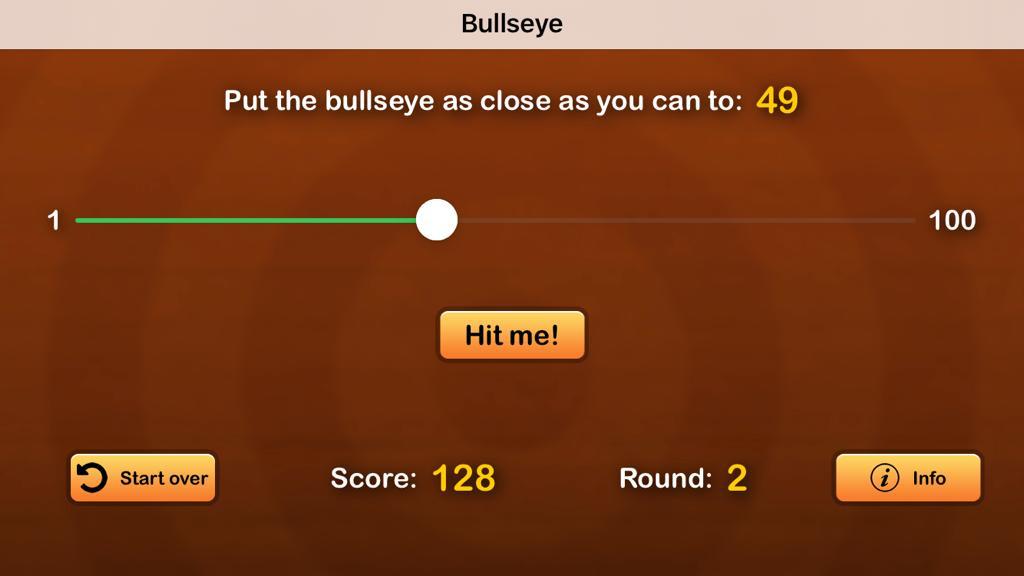 Bullseye
Put the bullseye as close as you can to: 49
1 100
Hit me!
Start over Score: 128 Round: 2 Info